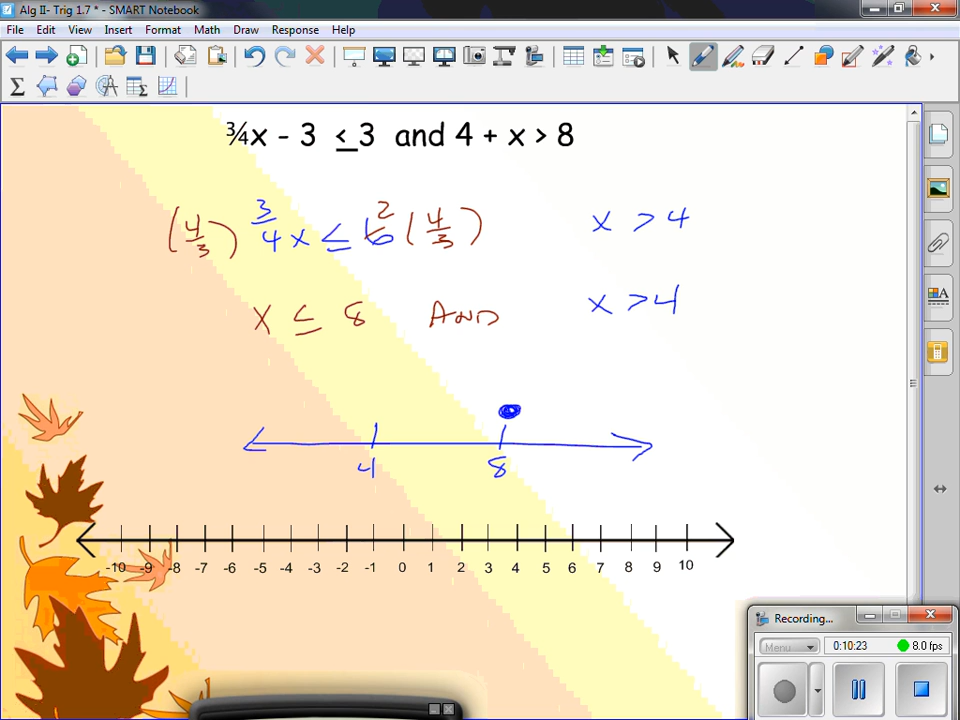 Alg II- Trig 1.7 * - SMART Notebook
File Edit View Insert Format Math Draw Response Help
¾x - 3 ≤ 3 and 4 + x > 8
(4/3) 3/4 x ≤ 6 2 (4/3) x > 4
x ≤ 8 AND x > 4
4 8
-10 -9 -8 -7 -6 -5 -4 -3 -2 -1 0 1 2 3 4 5 6 7 8 9 10
Recording...
Menu 0:10:23 8.0 fps